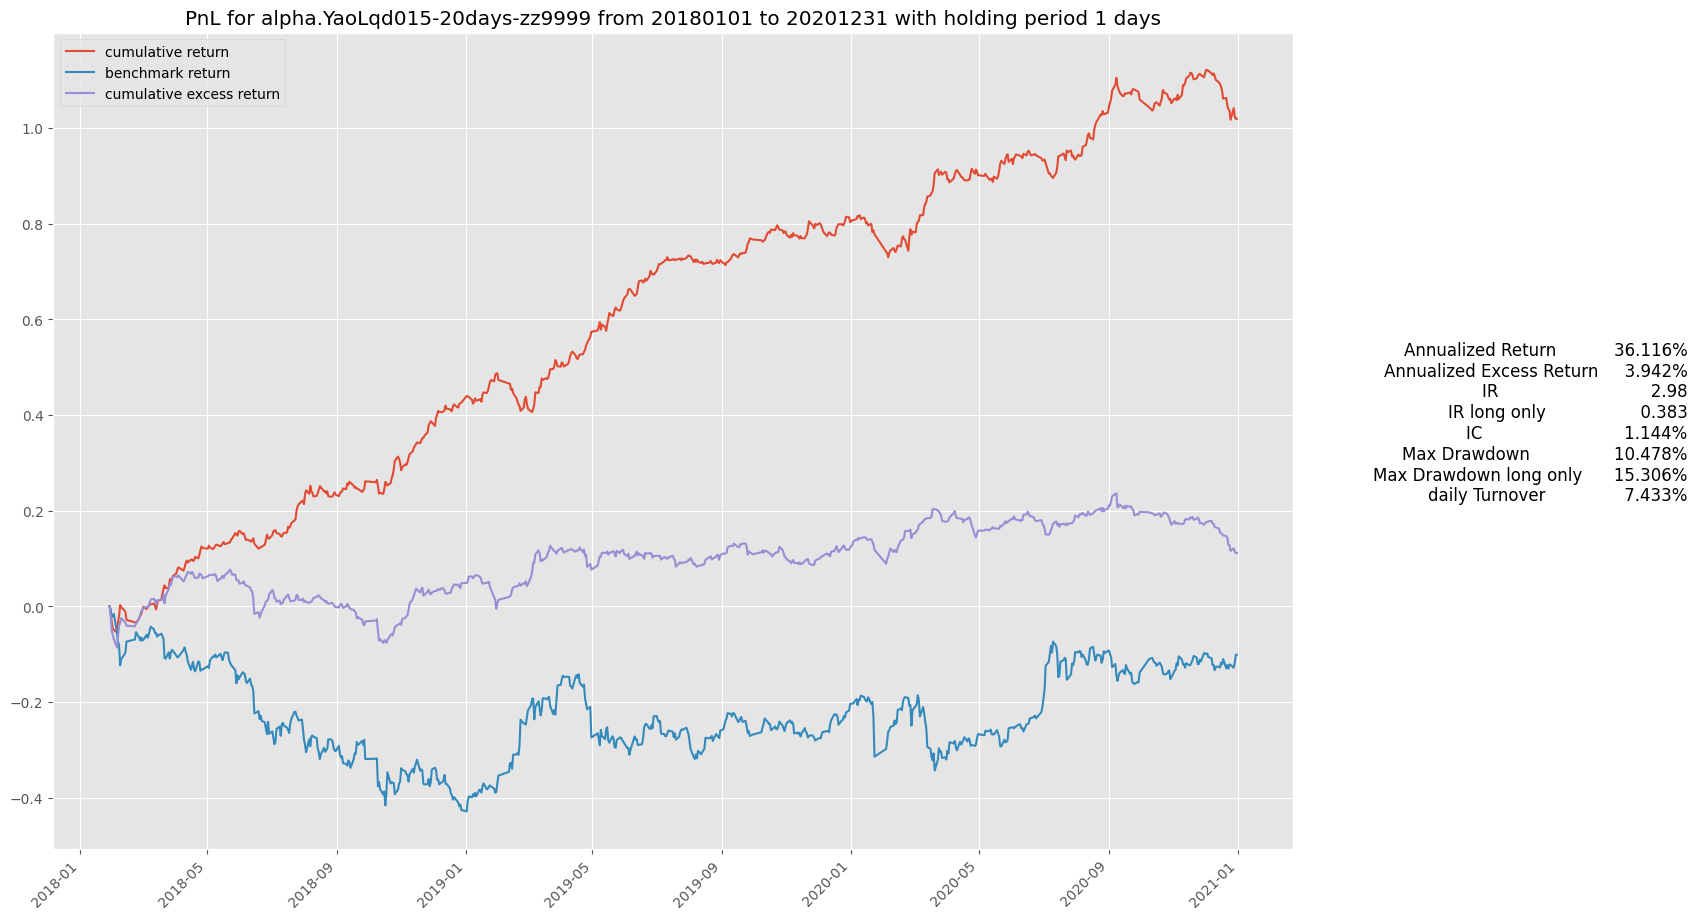 PnL for alpha.YaoLqd015-20days-zz9999 from 20180101 to 20201231 with holding period 1 days
cumulative return
benchmark return
cumulative excess return
1.0
0.8
0.6
0.4
0.2
0.0
−0.2
−0.4
2018-01
2018-05
2018-09
2019-01
2019-05
2019-09
2020-01
2020-05
2020-09
2021-01
Annualized Return 36.116%
Annualized Excess Return 3.942%
IR 2.98
IR long only 0.383
IC 1.144%
Max Drawdown 10.478%
Max Drawdown long only 15.306%
daily Turnover 7.433%